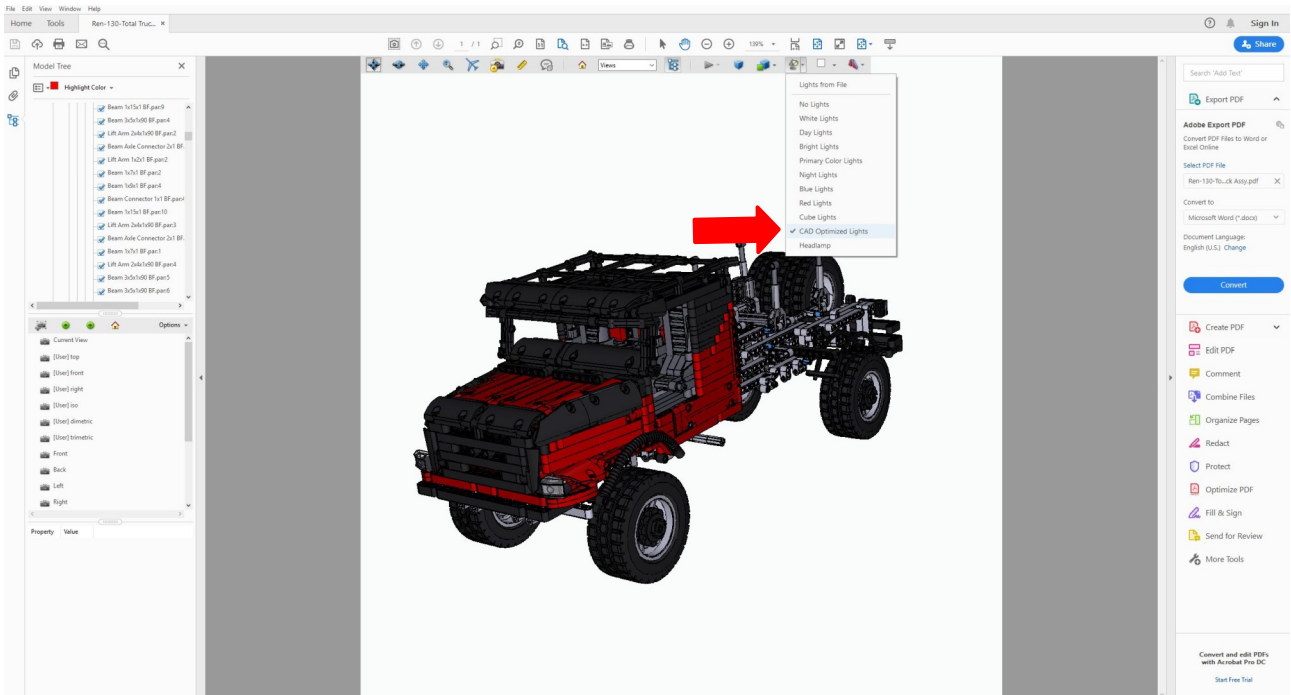 File Edit View Window Help
Home Tools Ren-130-Total Truc... ×
Sign In
1 / 1 139%
Share
Model Tree
Highlight Color
Views
Beam 1x15x1 BF.par:9
Beam 3x5x1x90 BF.par:4
Lift Arm 2x4x1x90 BF.par:2
Beam Axle Connector 2x1 BF.
Lift Arm 1x2x1 BF.par:2
Beam 1x7x1 BF.par:2
Beam 1x9x1 BF.par:4
Beam Connector 1x1 BF.par:
Beam 1x15x1 BF.par:10
Lift Arm 2x4x1x90 BF.par:3
Beam Axle Connector 2x1 BF.
Beam 1x7x1 BF.par:1
Lift Arm 2x4x1x90 BF.par:4
Beam 3x5x1x90 BF.par:5
Beam 3x5x1x90 BF.par:6
Options
Current View
[User] top
[User] front
[User] right
[User] iso
[User] dimetric
[User] trimetric
Front
Back
Left
Right
Property Value
Lights from File
No Lights
White Lights
Day Lights
Bright Lights
Primary Color Lights
Night Lights
Blue Lights
Red Lights
Cube Lights
CAD Optimized Lights
Headlamp
Search 'Add Text'
Export PDF
Adobe Export PDF
Convert PDF Files to Word or
Excel Online
Select PDF File
Ren-130-To...ck Assy.pdf
Convert to
Microsoft Word (*.docx)
Document Language:
English (U.S.) Change
Convert
Create PDF
Edit PDF
Comment
Combine Files
Organize Pages
Redact
Protect
Optimize PDF
Fill & Sign
Send for Review
More Tools
Convert and edit PDFs
with Acrobat Pro DC
Start Free Trial